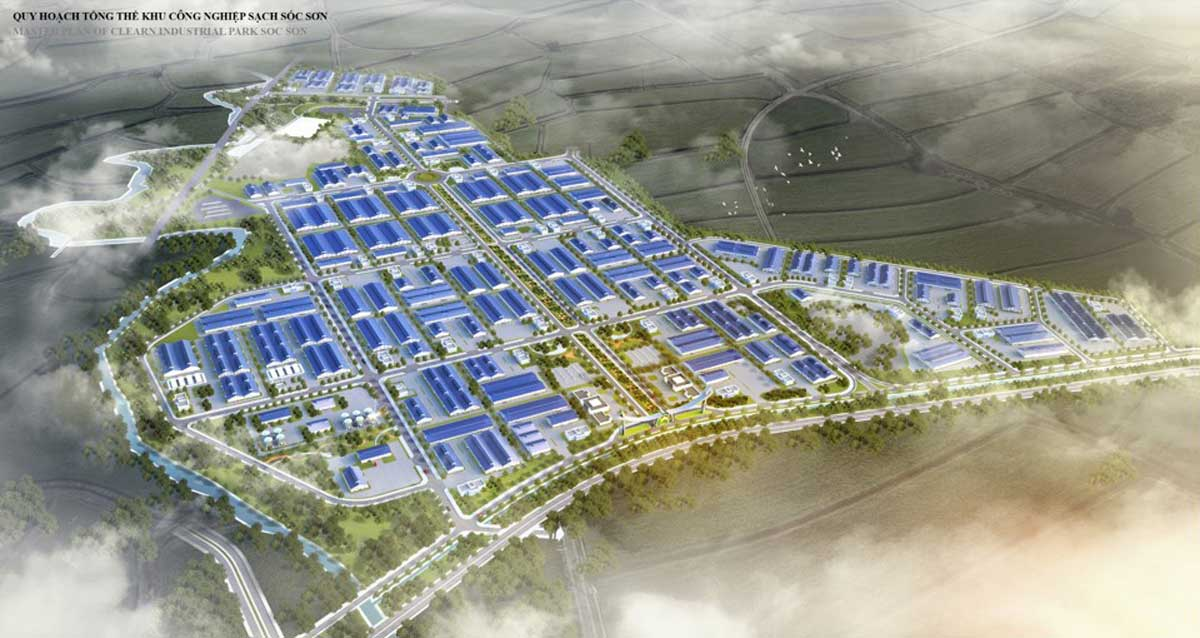 QUY HOẠCH TỔNG THỂ KHU CÔNG NGHIỆP SẠCH SÓC SƠN
MASTER PLAN OF CLEARN INDUSTRIAL PARK SOC SON